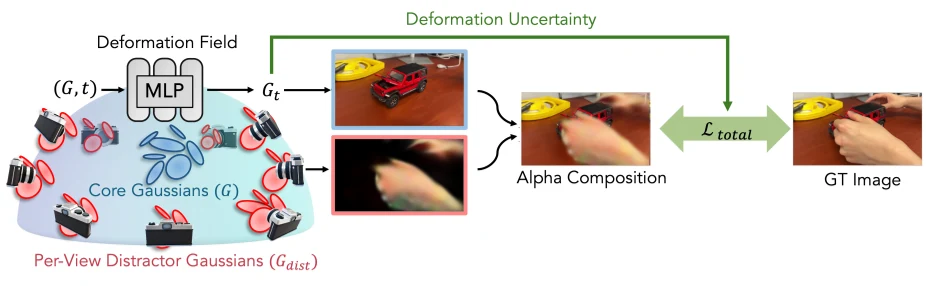 Deformation Uncertainty
Deformation Field
(G, t)
MLP
G_t
Core Gaussians (G)
Per-View Distractor Gaussians (G_dist)
Alpha Composition
ℒ_total
GT Image